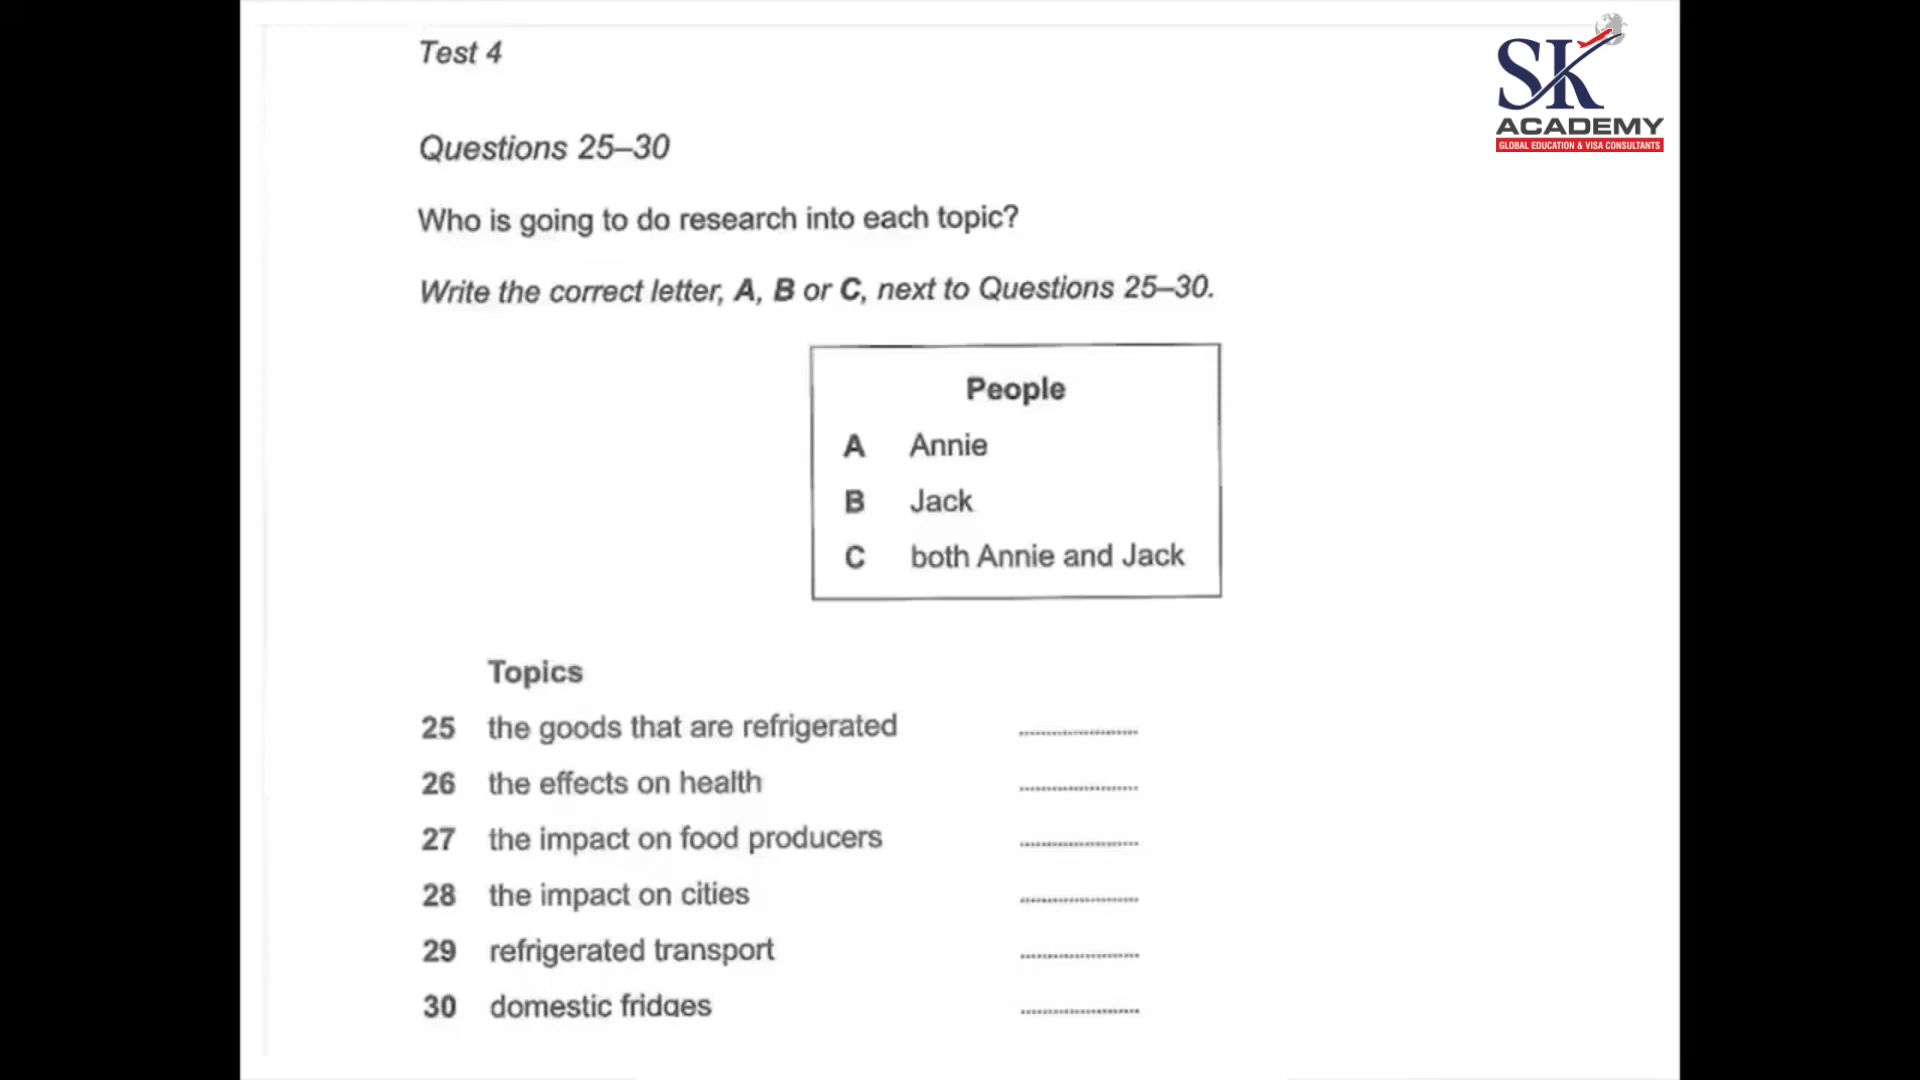 Test 4
SK
ACADEMY
GLOBAL EDUCATION & VISA CONSULTANTS
Questions 25–30
Who is going to do research into each topic?
Write the correct letter, A, B or C, next to Questions 25–30.
People
A Annie
B Jack
C both Annie and Jack
Topics
25 the goods that are refrigerated ........................
26 the effects on health ........................
27 the impact on food producers ........................
28 the impact on cities ........................
29 refrigerated transport ........................
30 domestic fridges ........................